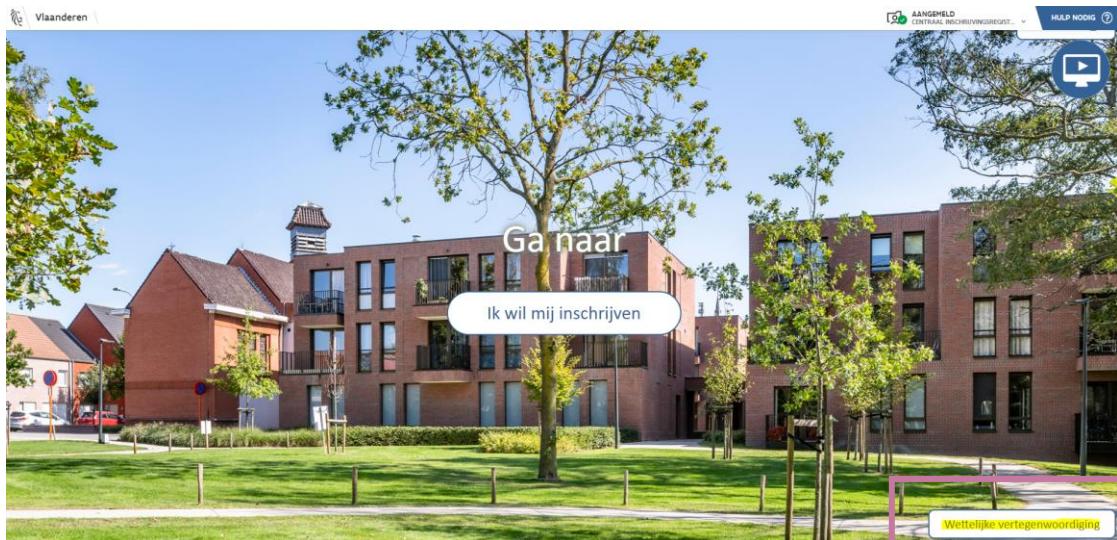 Vlaanderen
AANGEMELD
CENTRAAL INSCHRIJVINGSREGIST...
HULP NODIG ?
Ga naar
Ik wil mij inschrijven
Wettelijke vertegenwoordiging